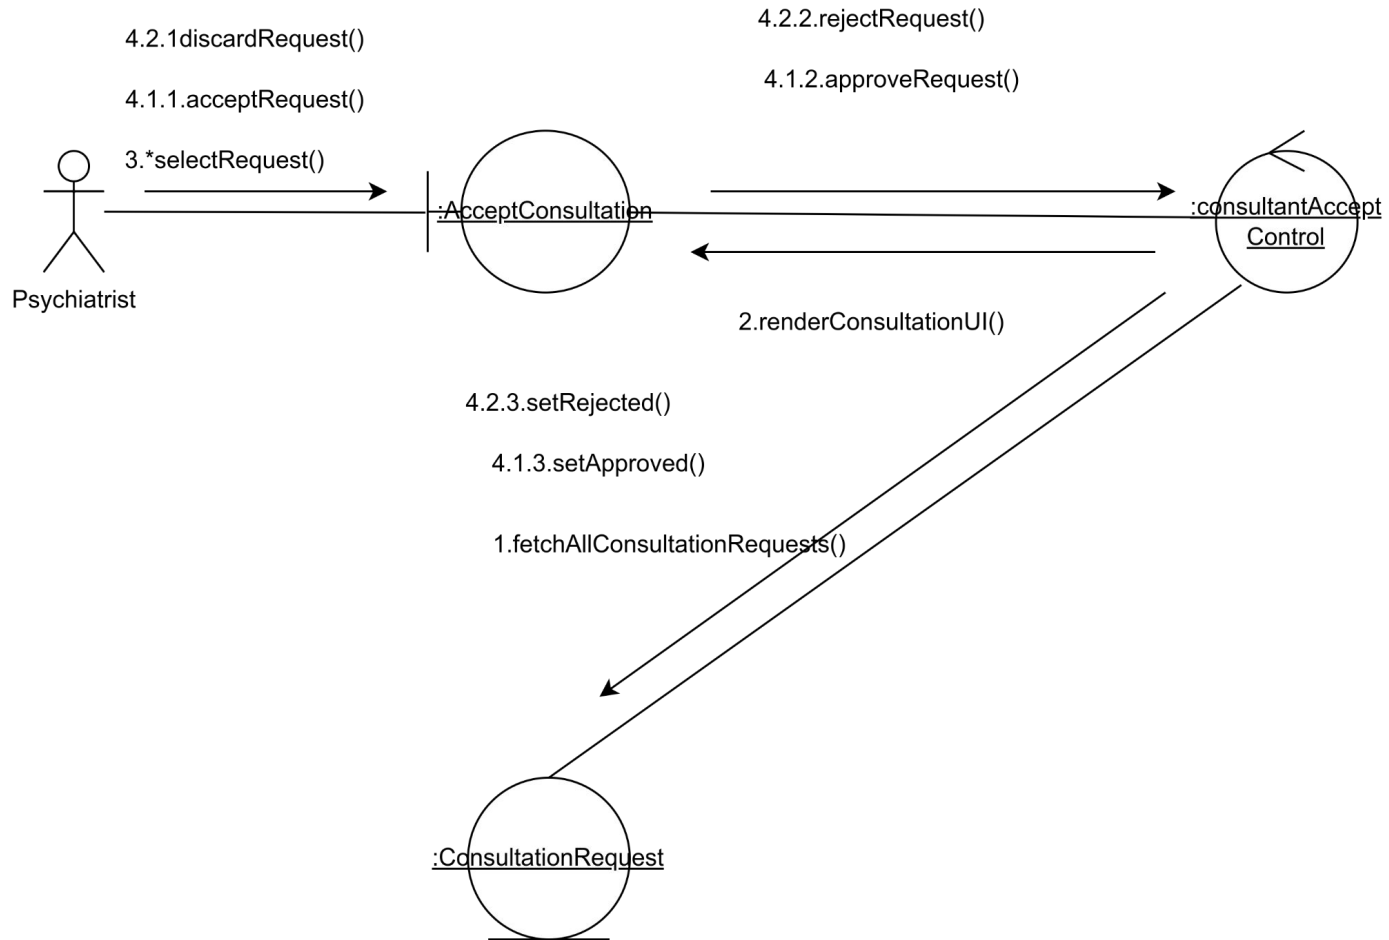 4.2.2.rejectRequest()
4.2.1discardRequest()
4.1.2.approveRequest()
4.1.1.acceptRequest()
3.*selectRequest()
:AcceptConsultation
:consultantAccept
Control
Psychiatrist
2.renderConsultationUI()
4.2.3.setRejected()
4.1.3.setApproved()
1.fetchAllConsultationRequests()
:ConsultationRequest